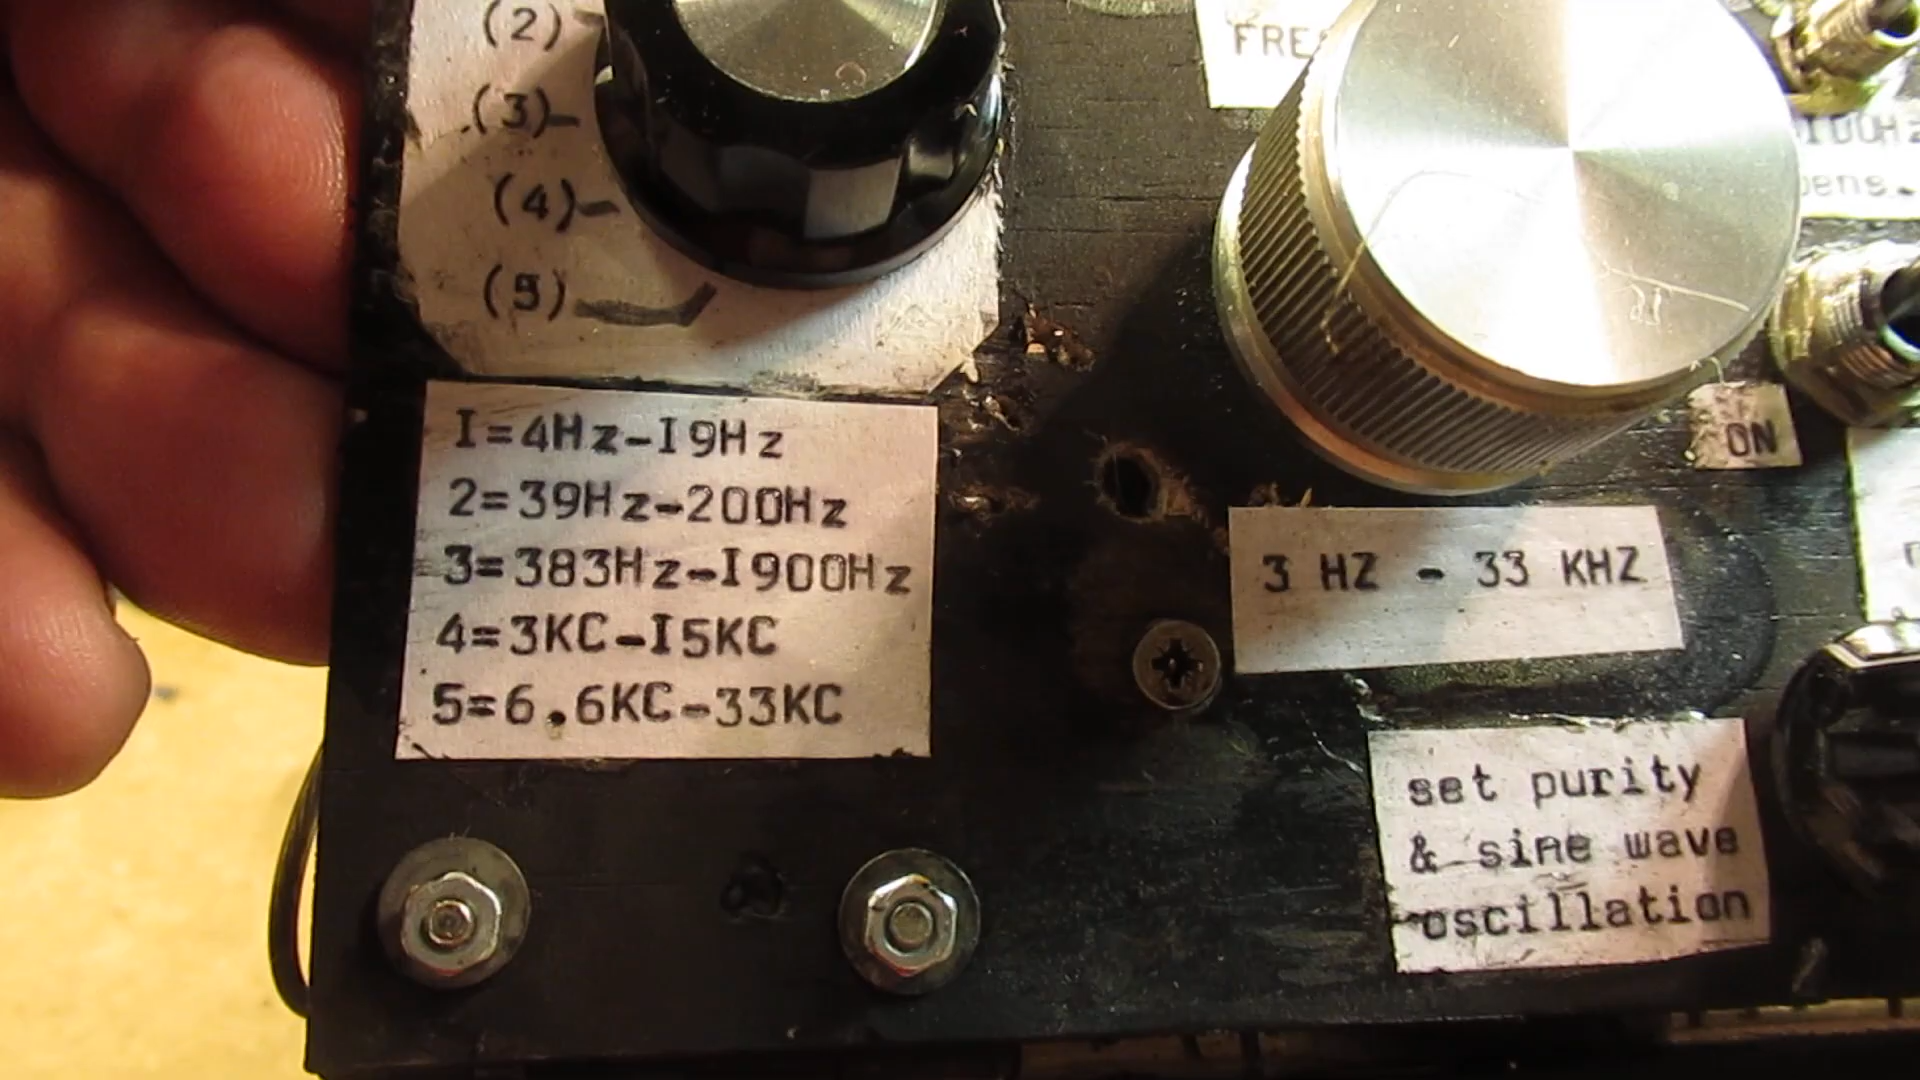 (2)
(3)-
(4)-
(5)
I=4Hz-I9Hz
2=39Hz-200Hz
3=383Hz-I900Hz
4=3KC-I5KC
5=6.6KC-33KC
I00Hz
ON
3 HZ - 33 KHZ
set purity
& sine wave
oscillation